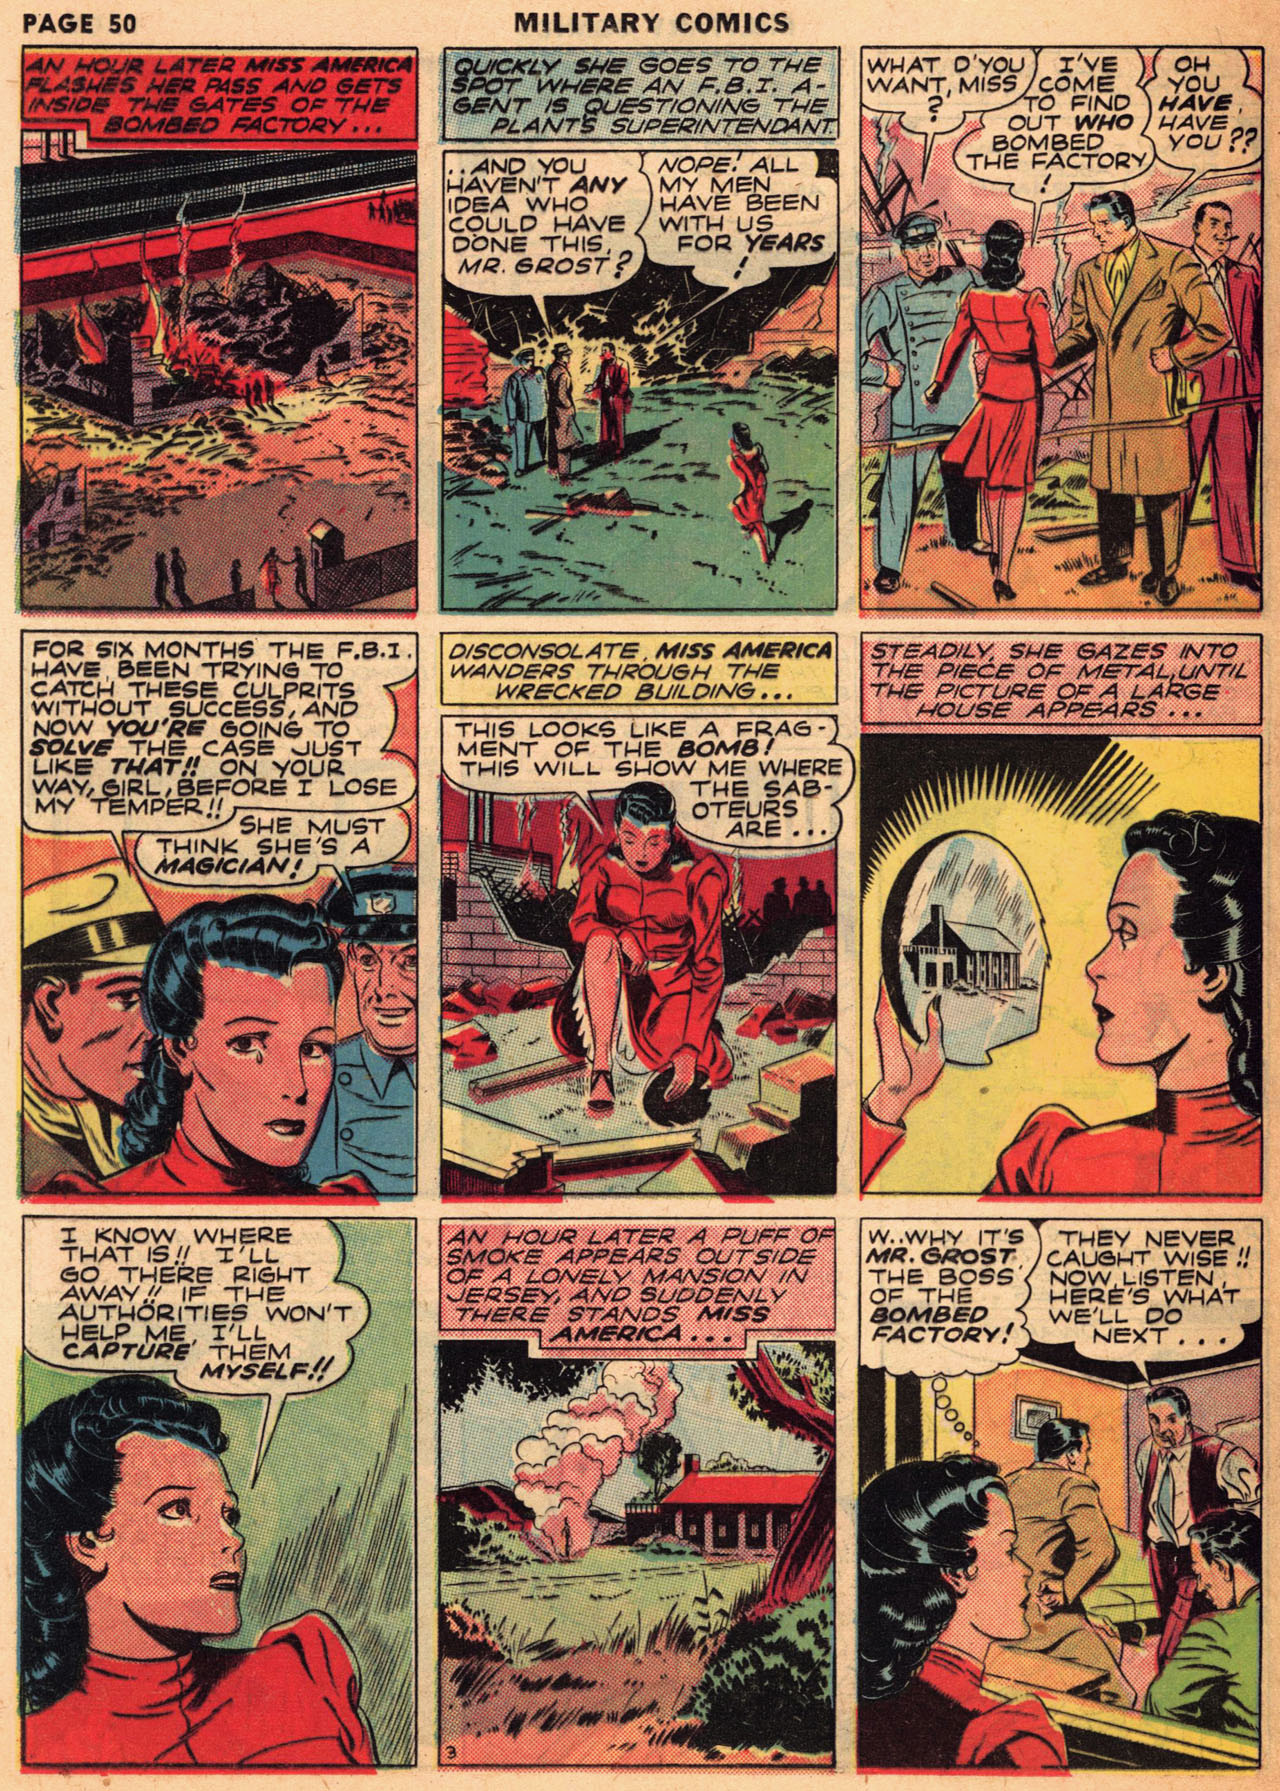 PAGE 50
MILITARY COMICS
AN HOUR LATER MISS AMERICA
FLASHES HER PASS AND GETS
INSIDE THE GATES OF THE
BOMBED FACTORY...
QUICKLY SHE GOES TO THE
SPOT WHERE AN F.B.I. A-
GENT IS QUESTIONING THE
PLANT'S SUPERINTENDANT.
..AND YOU
HAVEN'T ANY
IDEA WHO
COULD HAVE
DONE THIS,
MR. GROST?
NOPE! ALL
MY MEN
HAVE BEEN
WITH US
FOR YEARS
!
WHAT D'YOU
WANT, MISS
?
I'VE
COME
TO FIND
OUT WHO
BOMBED
THE FACTORY
!
OH
YOU
HAVE,
HAVE
YOU??
FOR SIX MONTHS THE F.B.I.
HAVE BEEN TRYING TO
CATCH THESE CULPRITS
WITHOUT SUCCESS, AND
NOW YOU'RE GOING TO
SOLVE THE CASE JUST
LIKE THAT!! ON YOUR
WAY, GIRL, BEFORE I LOSE
MY TEMPER!!
SHE MUST
THINK SHE'S A
MAGICIAN!
DISCONSOLATE, MISS AMERICA
WANDERS THROUGH THE
WRECKED BUILDING...
THIS LOOKS LIKE A FRAG-
MENT OF THE BOMB!
THIS WILL SHOW ME WHERE
THE SAB-
OTEURS
ARE...
STEADILY, SHE GAZES INTO
THE PIECE OF METAL, UNTIL
THE PICTURE OF A LARGE
HOUSE APPEARS...
I KNOW WHERE
THAT IS!! I'LL
GO THERE RIGHT
AWAY!! IF THE
AUTHORITIES WON'T
HELP ME, I'LL
CAPTURE THEM
MYSELF!!
AN HOUR LATER A PUFF OF
SMOKE APPEARS OUTSIDE
OF A LONELY MANSION IN
JERSEY, AND SUDDENLY
THERE STANDS MISS
AMERICA...
3
W..WHY IT'S
MR. GROST,
THE BOSS
OF THE
BOMBED
FACTORY!
THEY NEVER
CAUGHT WISE!!
NOW, LISTEN,
HERE'S WHAT
WE'LL DO
NEXT...